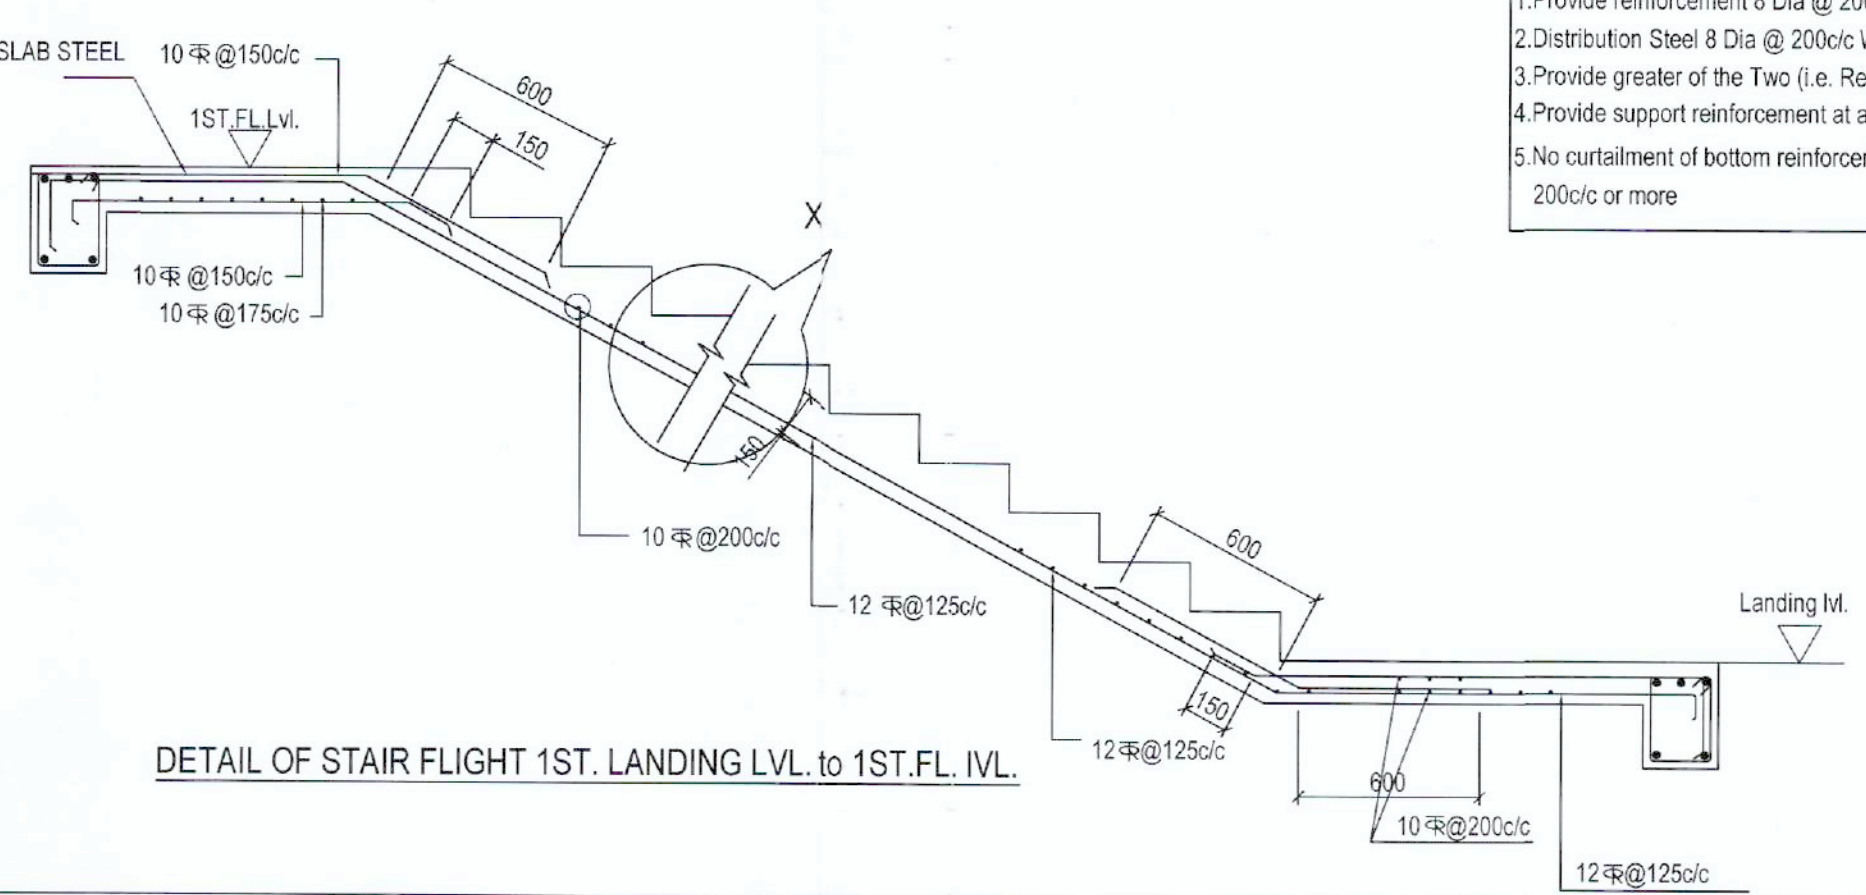 1.Provide reinforcement 8 Dia @ 20
2.Distribution Steel 8 Dia @ 200c/c
3.Provide greater of the Two (i.e. Re
4.Provide support reinforcement at a
5.No curtailment of bottom reinforcer
200c/c or more
SLAB STEEL
10 @150c/c
1ST.FL.Lvl.
600
150
10 @150c/c
10 @175c/c
X
150
10 @200c/c
12 @125c/c
600
Landing lvl.
150
12 @125c/c
DETAIL OF STAIR FLIGHT 1ST. LANDING LVL. to 1ST.FL. lVL.
600
10 @200c/c
12 @125c/c